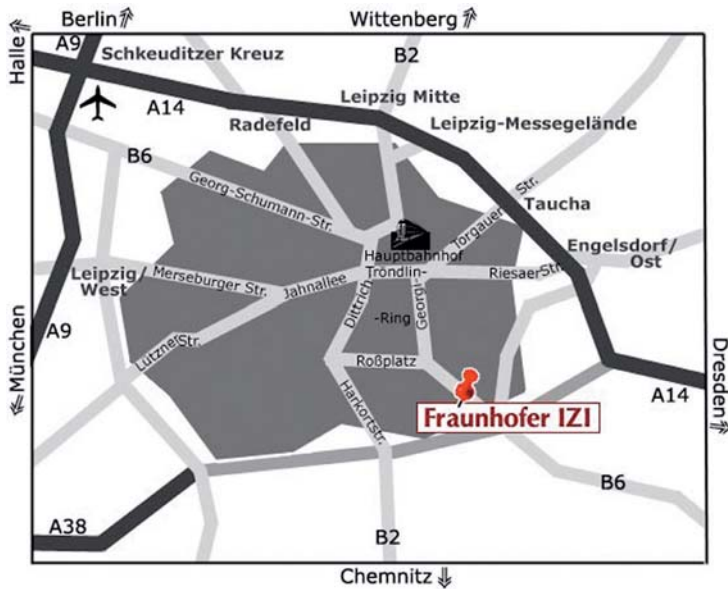 Berlin
Wittenberg
Halle
A9
Schkeuditzer Kreuz
B2
A14
Leipzig Mitte
Radefeld
Leipzig-Messegelände
B6
Georg-Schumann-Str.
Torgauer Str.
Taucha
Hauptbahnhof
Engelsdorf/
Ost
Leipzig/
West
Merseburger Str.
Jahnallee
Tröndlin-
Riesaer Str.
Dittrich
-Ring
Georgi-
A9
Lützner Str.
Roßplatz
München
Dresden
A14
Harkortstr.
Fraunhofer IZI
B6
A38
B2
Chemnitz